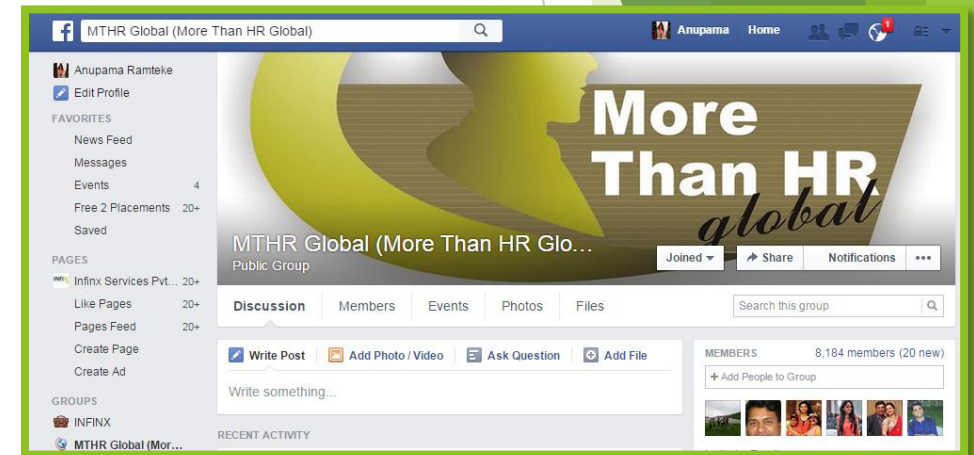 f MTHR Global (More Than HR Global) Anupama Home 1
Anupama Ramteke
Edit Profile
FAVORITES
News Feed
Messages
Events 4
Free 2 Placements 20+
Saved
PAGES
Infinx Services Pvt... 20+
Like Pages 20+
Pages Feed 20+
Create Page
Create Ad
GROUPS
INFINX
MTHR Global (Mor...
More
Than HR
global
MTHR Global (More Than HR Glo...
Public Group
Joined Share Notifications
Discussion Members Events Photos Files Search this group
Write Post Add Photo / Video Ask Question Add File
Write something...
RECENT ACTIVITY
MEMBERS 8,184 members (20 new)
+ Add People to Group